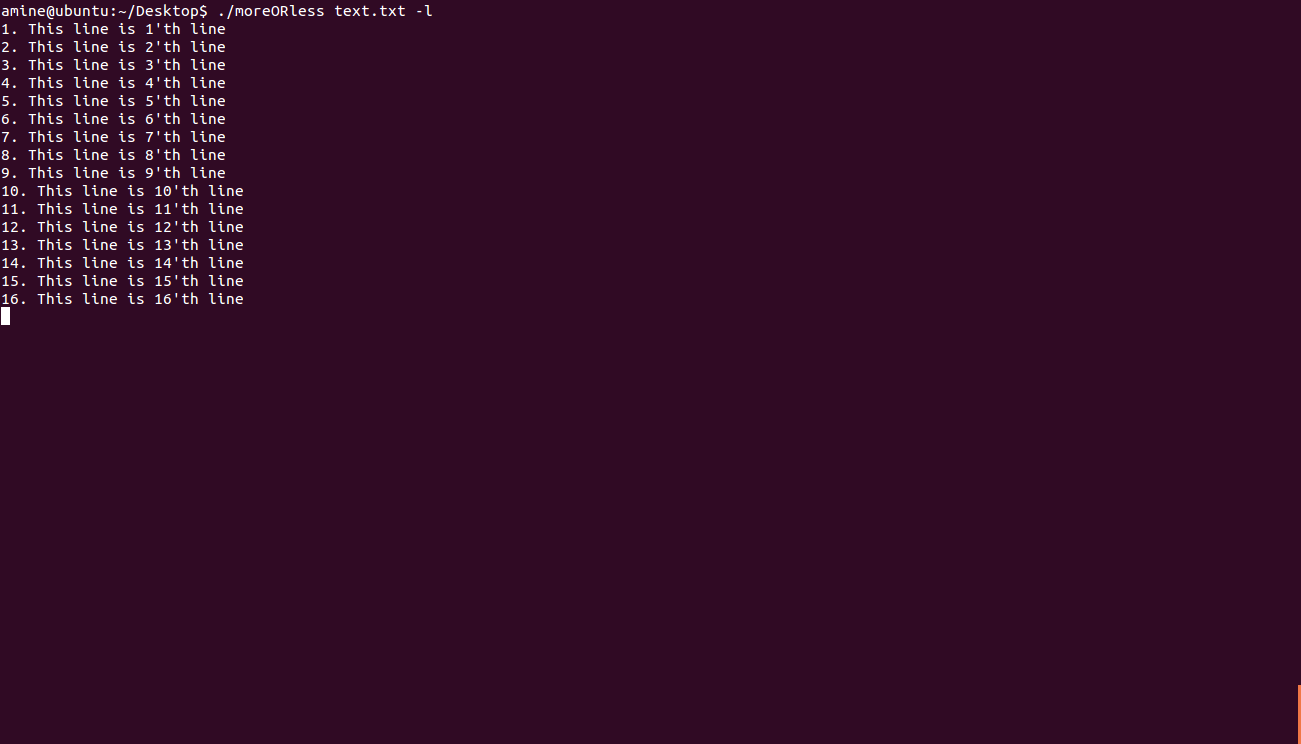 amine@ubuntu:~/Desktop$ ./moreORless text.txt -l
1. This line is 1'th line
2. This line is 2'th line
3. This line is 3'th line
4. This line is 4'th line
5. This line is 5'th line
6. This line is 6'th line
7. This line is 7'th line
8. This line is 8'th line
9. This line is 9'th line
10. This line is 10'th line
11. This line is 11'th line
12. This line is 12'th line
13. This line is 13'th line
14. This line is 14'th line
15. This line is 15'th line
16. This line is 16'th line